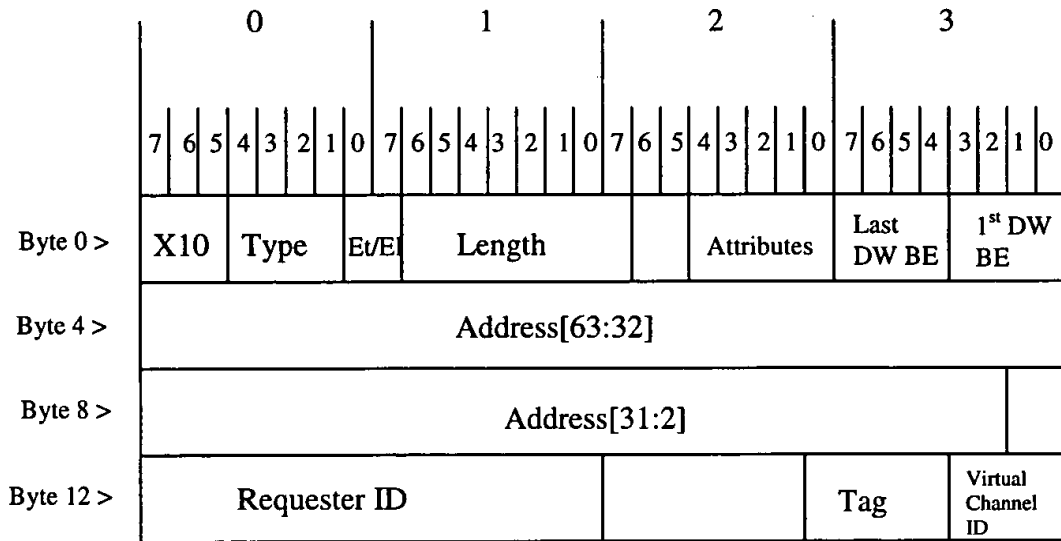 0 1 2 3
7 6 5 4 3 2 1 0 7 6 5 4 3 2 1 0 7 6 5 4 3 2 1 0 7 6 5 4 3 2 1 0
Byte 0 > X10 Type Et/El Length Attributes Last DW BE 1st DW BE
Byte 4 > Address[63:32]
Byte 8 > Address[31:2]
Byte 12 > Requester ID Tag Virtual Channel ID